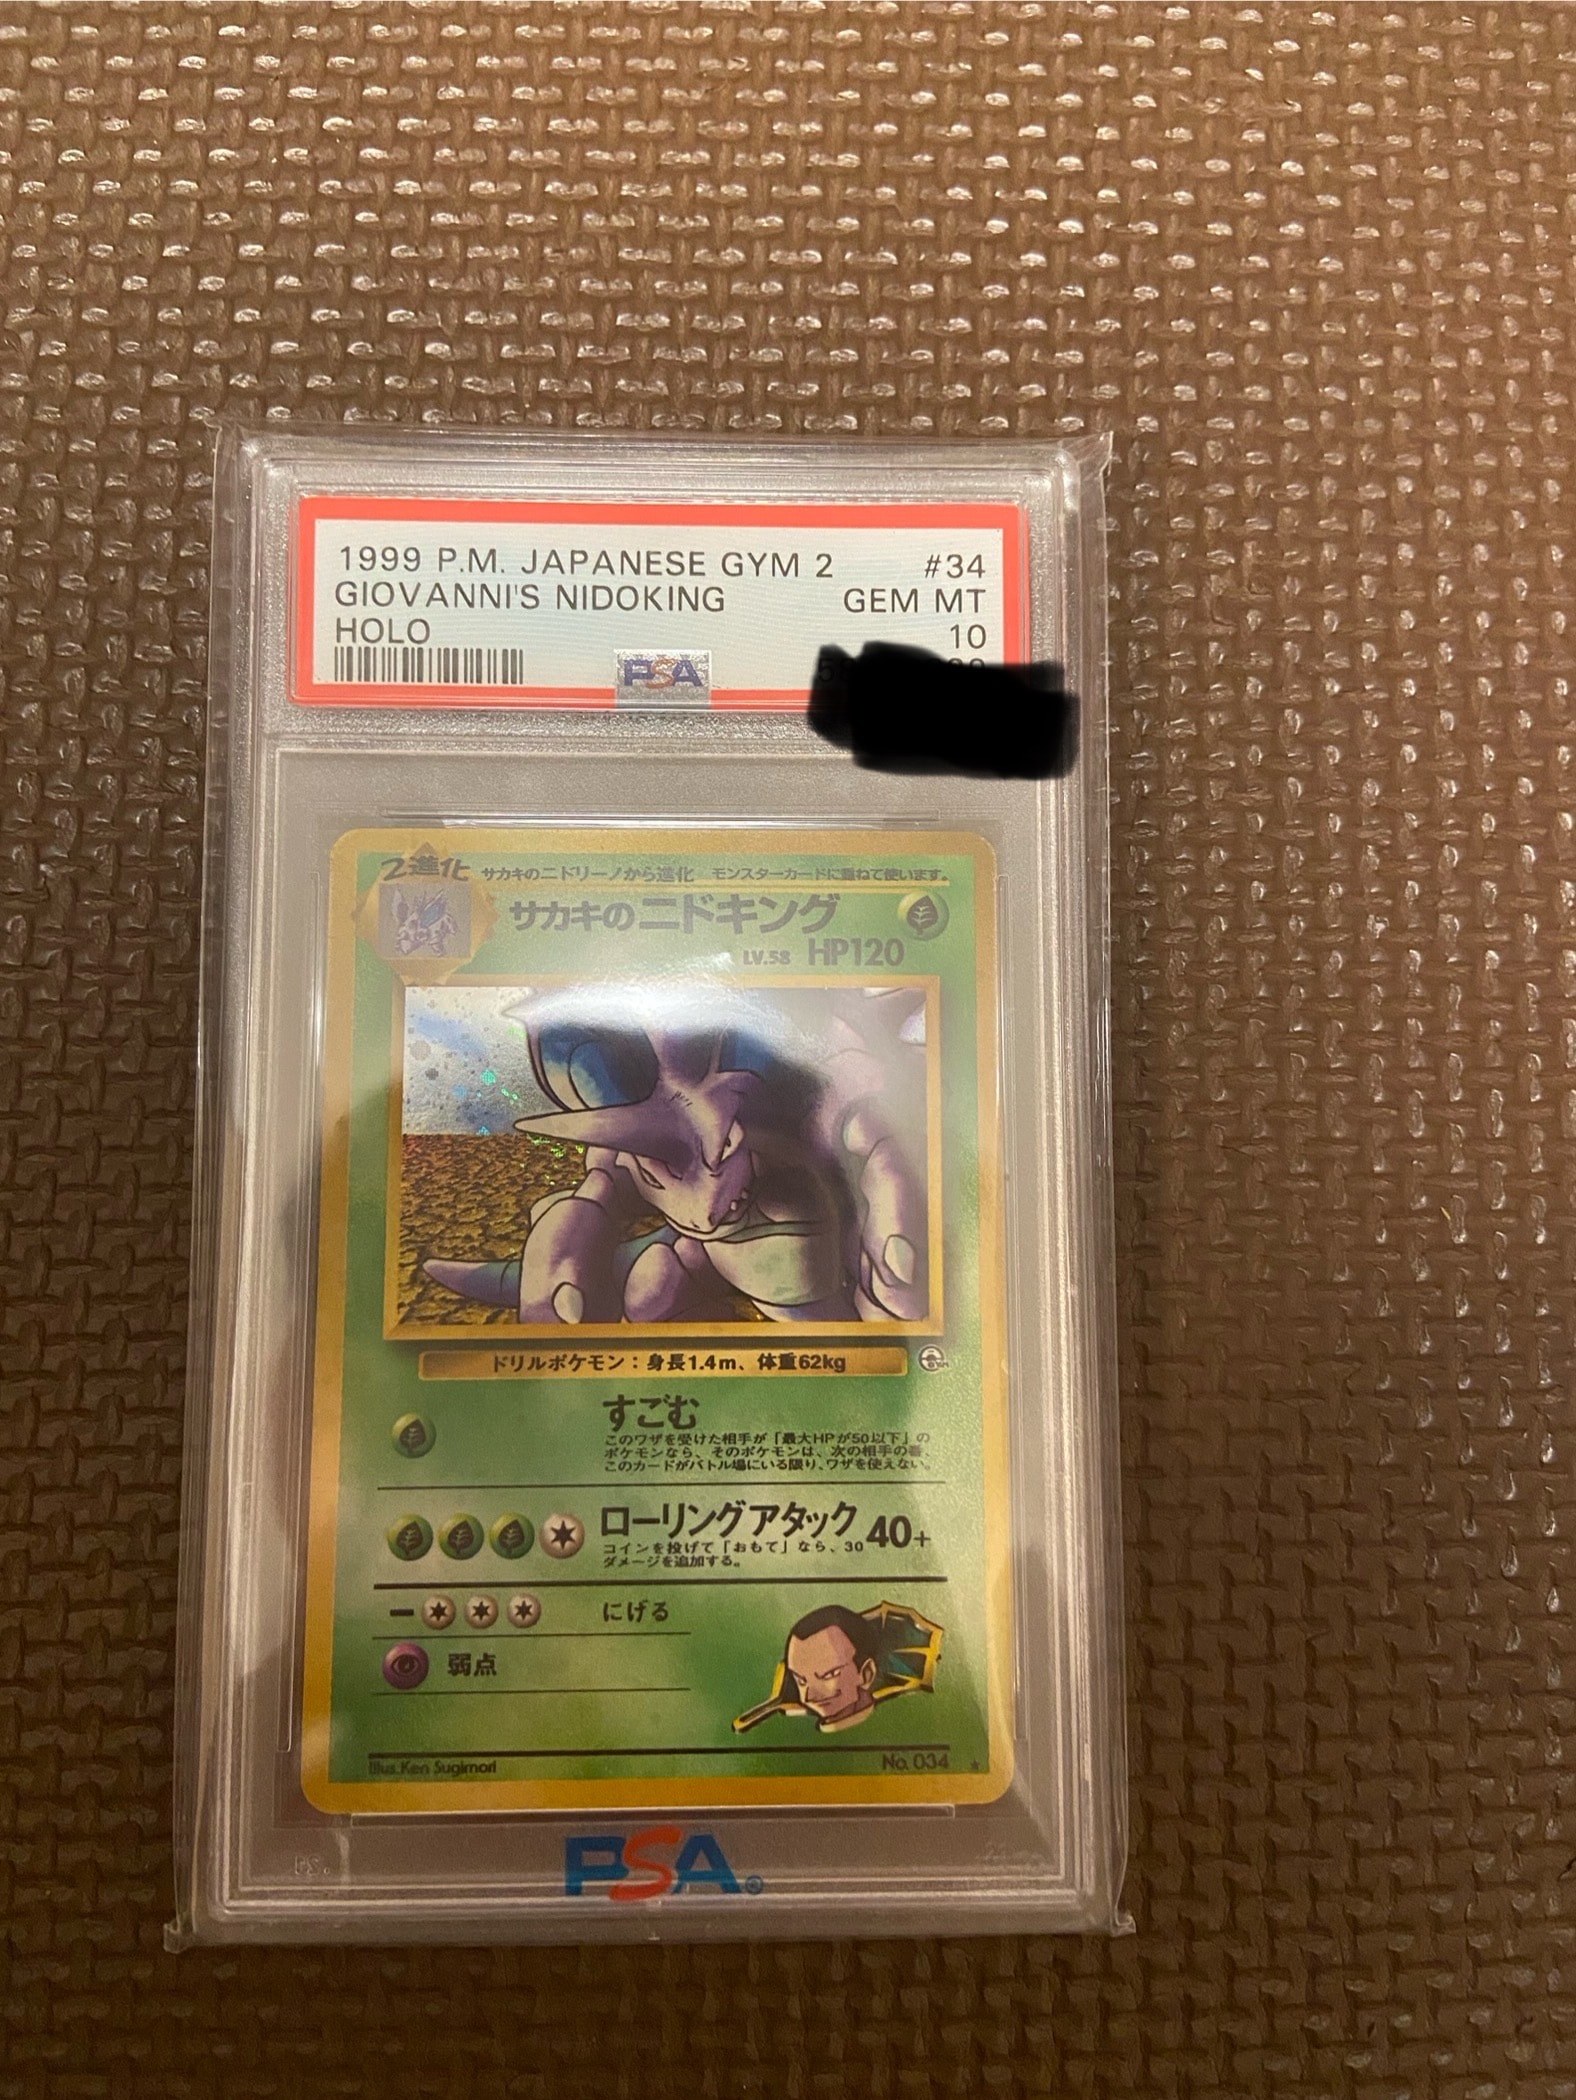 1999 P.M. JAPANESE GYM 2 #34
GIOVANNI'S NIDOKING GEM MT
HOLO 10
PSA
2進化 サカキのニドリーノから進化 モンスターカードに重ねて使います。
サカキのニドキング
LV.58 HP120
ドリルポケモン:身長1.4m、体重62kg
GYM
すごむ
このワザを受けた相手が「最大HPが50以下」の
ポケモンなら、そのポケモンは、次の相手の番、
このカードがバトル場にいる限り、ワザを使えない。
ローリングアタック 40+
コインを投げて「おもて」なら、30
ダメージを追加する。
にげる
弱点
Illus. Ken Sugimori No. 034 ★
PSA®